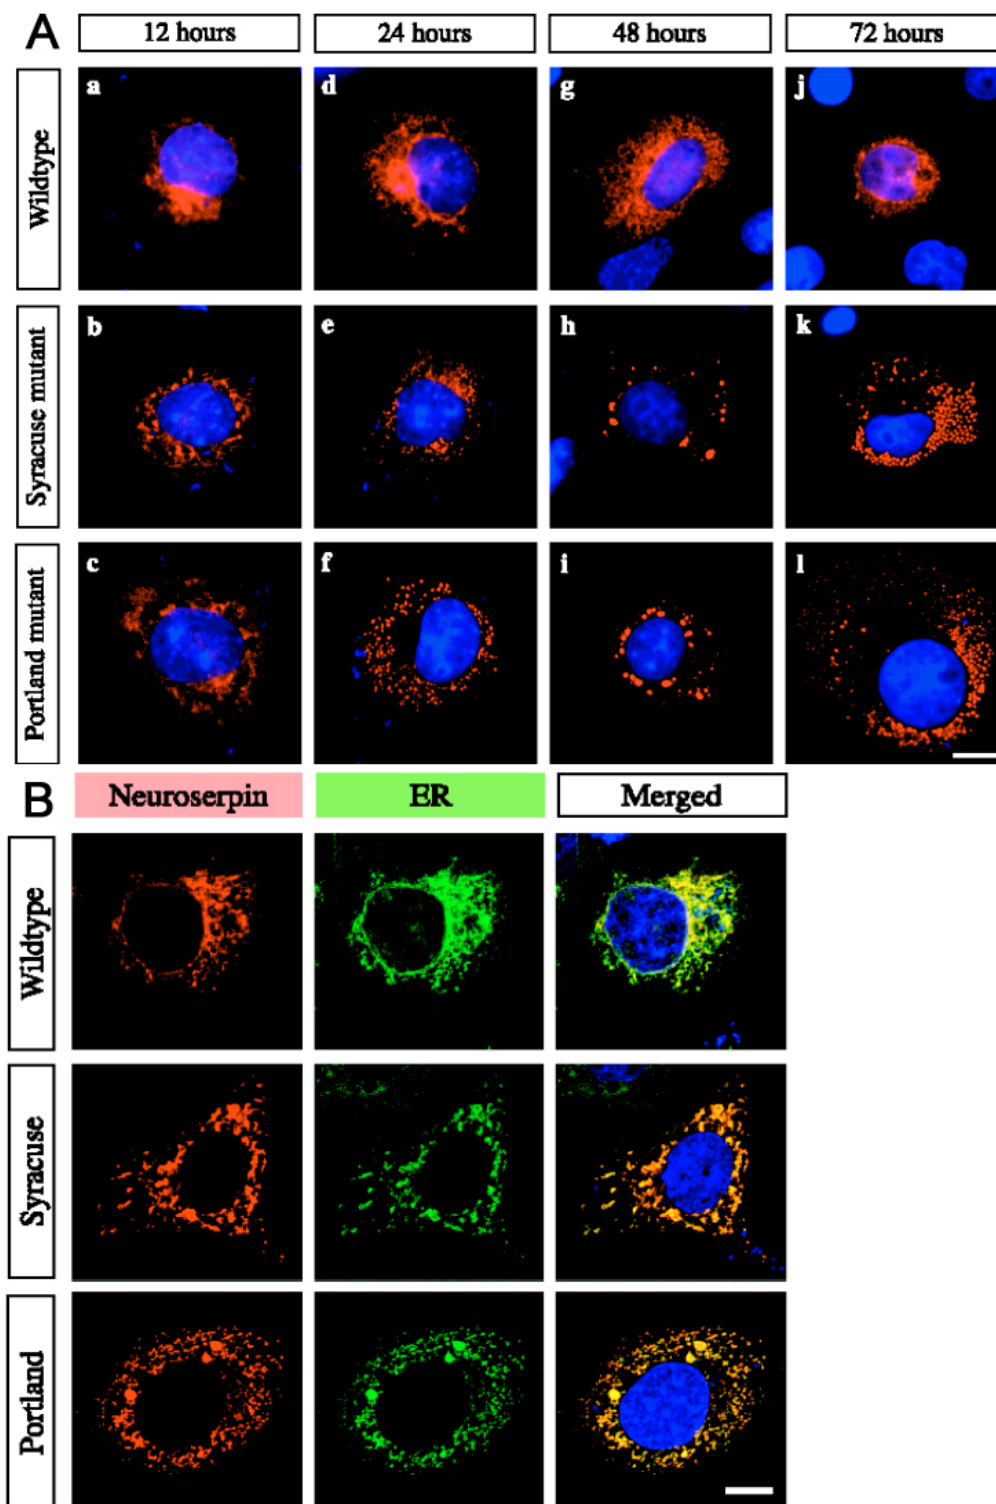 A
12 hours
24 hours
48 hours
72 hours
Wildtype
a
d
g
j
Syracuse mutant
b
e
h
k
Portland mutant
c
f
i
l
B
Neuroserpin
ER
Merged
Wildtype
Syracuse
Portland